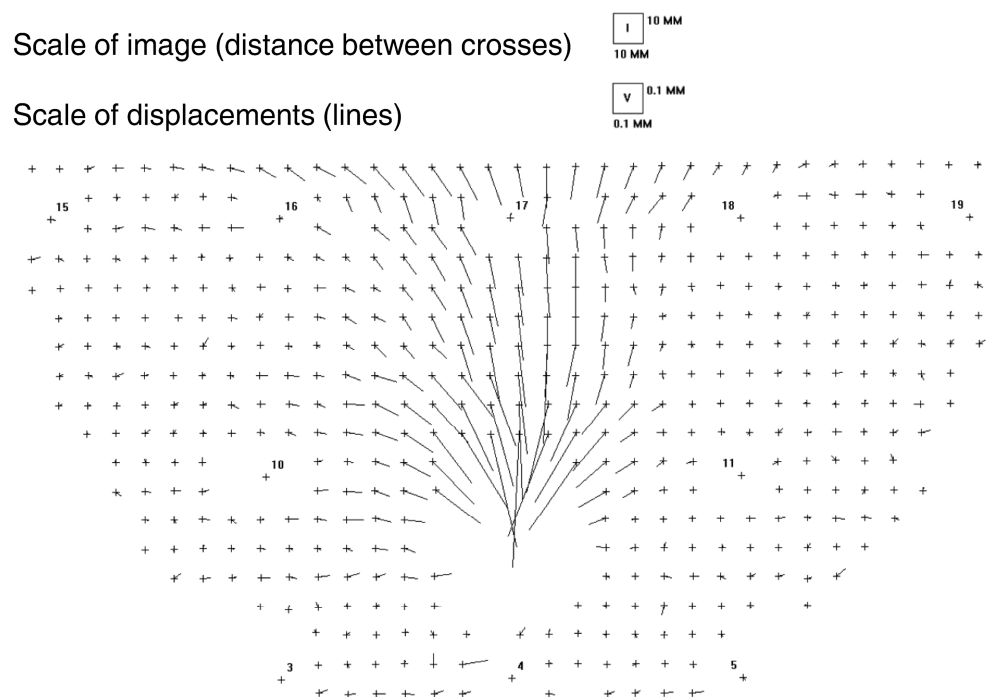 Scale of image (distance between crosses)
I
10 MM
10 MM
Scale of displacements (lines)
V
0.1 MM
0.1 MM
15
16
17
18
19
10
11
3
4
5